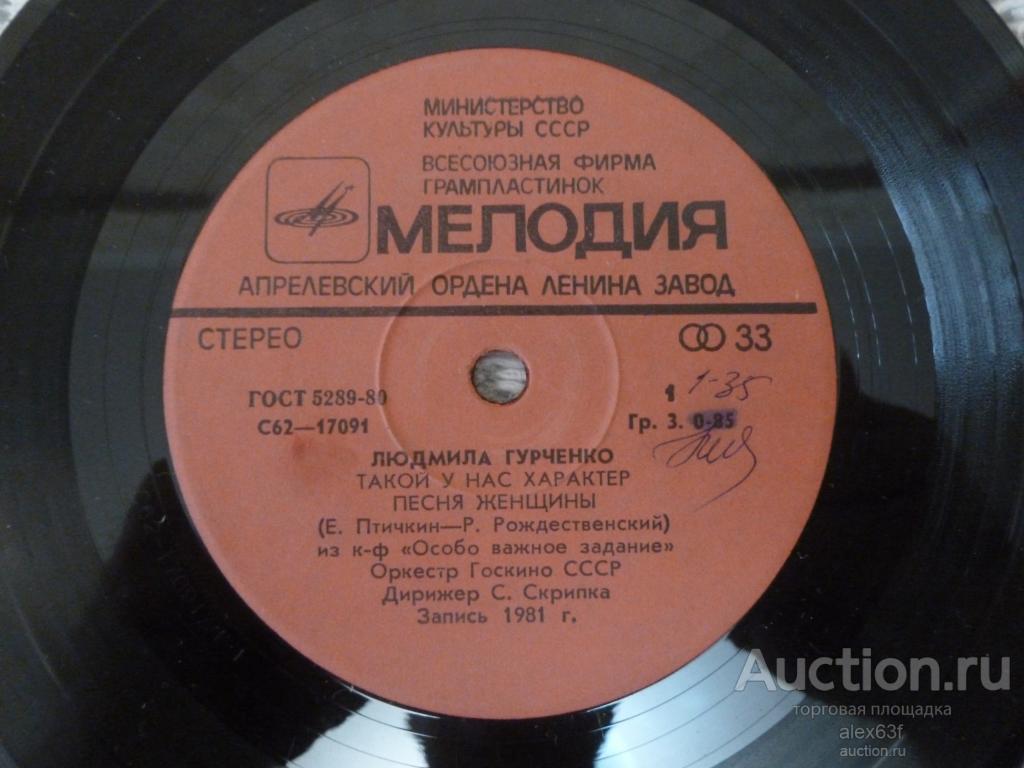 МИНИСТЕРСТВО
КУЛЬТУРЫ СССР
ВСЕСОЮЗНАЯ ФИРМА
ГРАМПЛАСТИНОК
МЕЛОДИЯ
АПРЕЛЕВСКИЙ ОРДЕНА ЛЕНИНА ЗАВОД
СТЕРЕО 33
ГОСТ 5289-80 1 1-35
С62—17091 Гр. 3. 0-85
ЛЮДМИЛА ГУРЧЕНКО
ТАКОЙ У НАС ХАРАКТЕР
ПЕСНЯ ЖЕНЩИНЫ
(Е. Птичкин—Р. Рождественский)
из к-ф «Особо важное задание»
Оркестр Госкино СССР
Дирижер С. Скрипка
Запись 1981 г.
Auction.ru
торговая площадка
alex63f
auction.ru